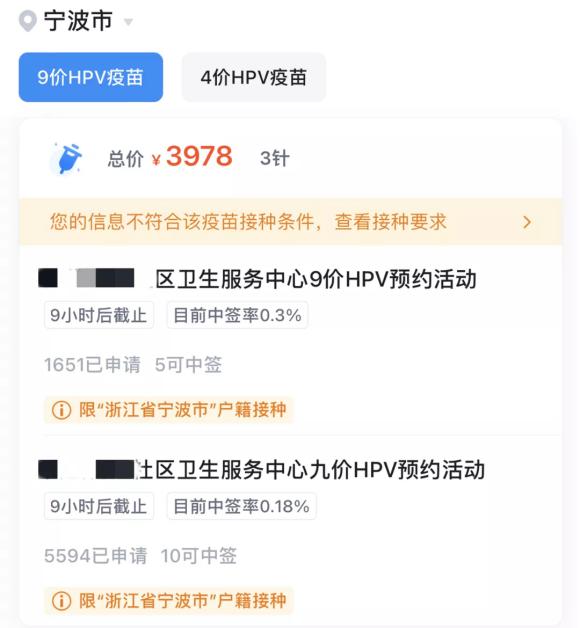 宁波市
9价HPV疫苗 4价HPV疫苗
总价 ¥3978 3针
您的信息不符合该疫苗接种条件，查看接种要求
区卫生服务中心9价HPV预约活动
9小时后截止 目前中签率0.3%
1651已申请 5可中签
限“浙江省宁波市”户籍接种
社区卫生服务中心九价HPV预约活动
9小时后截止 目前中签率0.18%
5594已申请 10可中签
限“浙江省宁波市”户籍接种